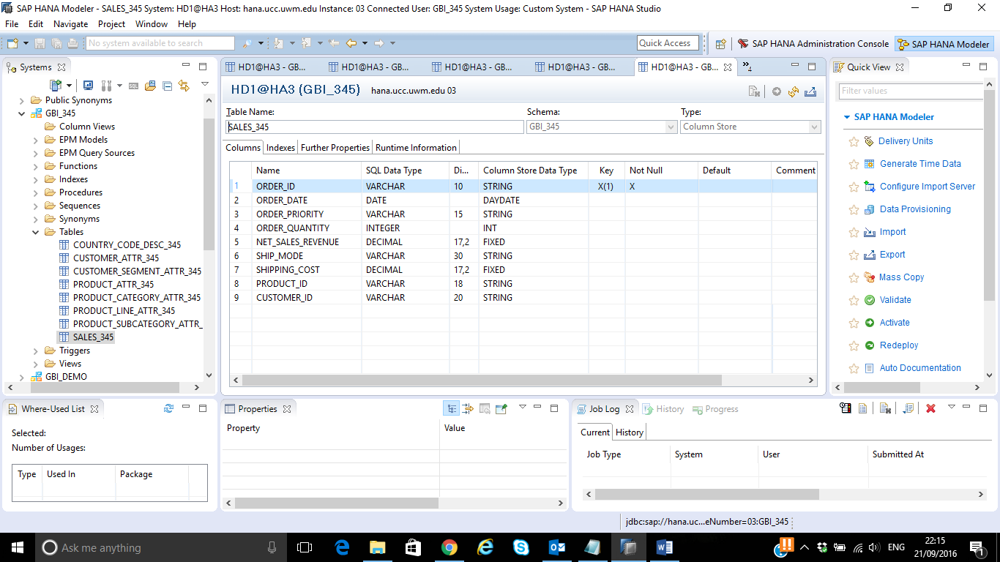 SAP HANA Modeler - SALES_345 System: HD1@HA3 Host: hana.ucc.uwm.edu Instance: 03 Connected User: GBI_345 System Usage: Custom System - SAP HANA Studio
File Edit Navigate Project Window Help
No system available to search
Quick Access
SAP HANA Administration Console
SAP HANA Modeler
Systems
Public Synonyms
GBI_345
Column Views
EPM Models
EPM Query Sources
Functions
Indexes
Procedures
Sequences
Synonyms
Tables
COUNTRY_CODE_DESC_345
CUSTOMER_ATTR_345
CUSTOMER_SEGMENT_ATTR_345
PRODUCT_ATTR_345
PRODUCT_CATEGORY_ATTR_345
PRODUCT_LINE_ATTR_345
PRODUCT_SUBCATEGORY_ATTR_
SALES_345
Triggers
Views
GBI_DEMO
HD1@HA3 - GB... HD1@HA3 - GB... HD1@HA3 - GB... HD1@HA3 - GB... HD1@HA3 - GB... »4
HD1@HA3 (GBI_345) hana.ucc.uwm.edu 03
Table Name: Schema: Type:
SALES_345 GBI_345 Column Store
Columns Indexes Further Properties Runtime Information
Name SQL Data Type Di... Column Store Data Type Key Not Null Default Comment
1 ORDER_ID VARCHAR 10 STRING X(1) X
2 ORDER_DATE DATE DAYDATE
3 ORDER_PRIORITY VARCHAR 15 STRING
4 ORDER_QUANTITY INTEGER INT
5 NET_SALES_REVENUE DECIMAL 17,2 FIXED
6 SHIP_MODE VARCHAR 30 STRING
7 SHIPPING_COST DECIMAL 17,2 FIXED
8 PRODUCT_ID VARCHAR 18 STRING
9 CUSTOMER_ID VARCHAR 20 STRING
Quick View
Filter values
SAP HANA Modeler
Delivery Units
Generate Time Data
Configure Import Server
Data Provisioning
Import
Export
Mass Copy
Validate
Activate
Redeploy
Auto Documentation
Where-Used List
Selected:
Number of Usages:
Type Used In Package
Properties
Property Value
Job Log History Progress
Current History
Job Type System User Submitted At
jdbc:sap://hana.uc...eNumber=03:GBI_345
Ask me anything
ENG
22:15
21/09/2016
1